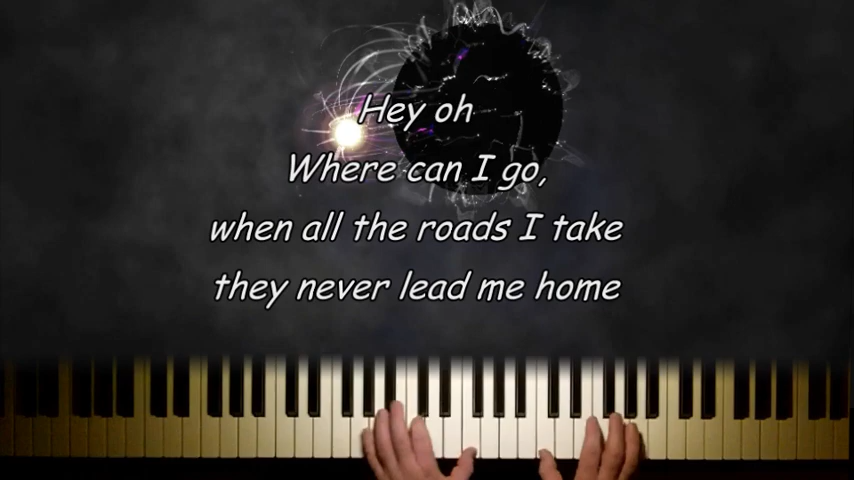 Hey oh
Where can I go,
when all the roads I take
they never lead me home